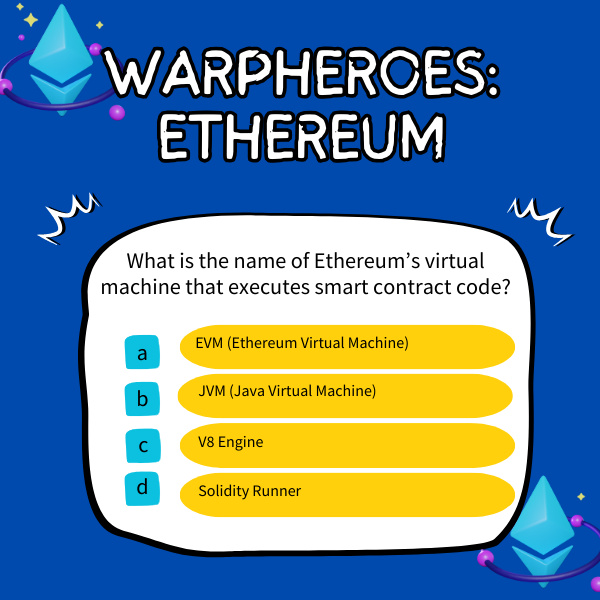 WARPHEROES:
ETHEREUM
What is the name of Ethereum’s virtual
machine that executes smart contract code?
a EVM (Ethereum Virtual Machine)
b JVM (Java Virtual Machine)
c V8 Engine
d Solidity Runner